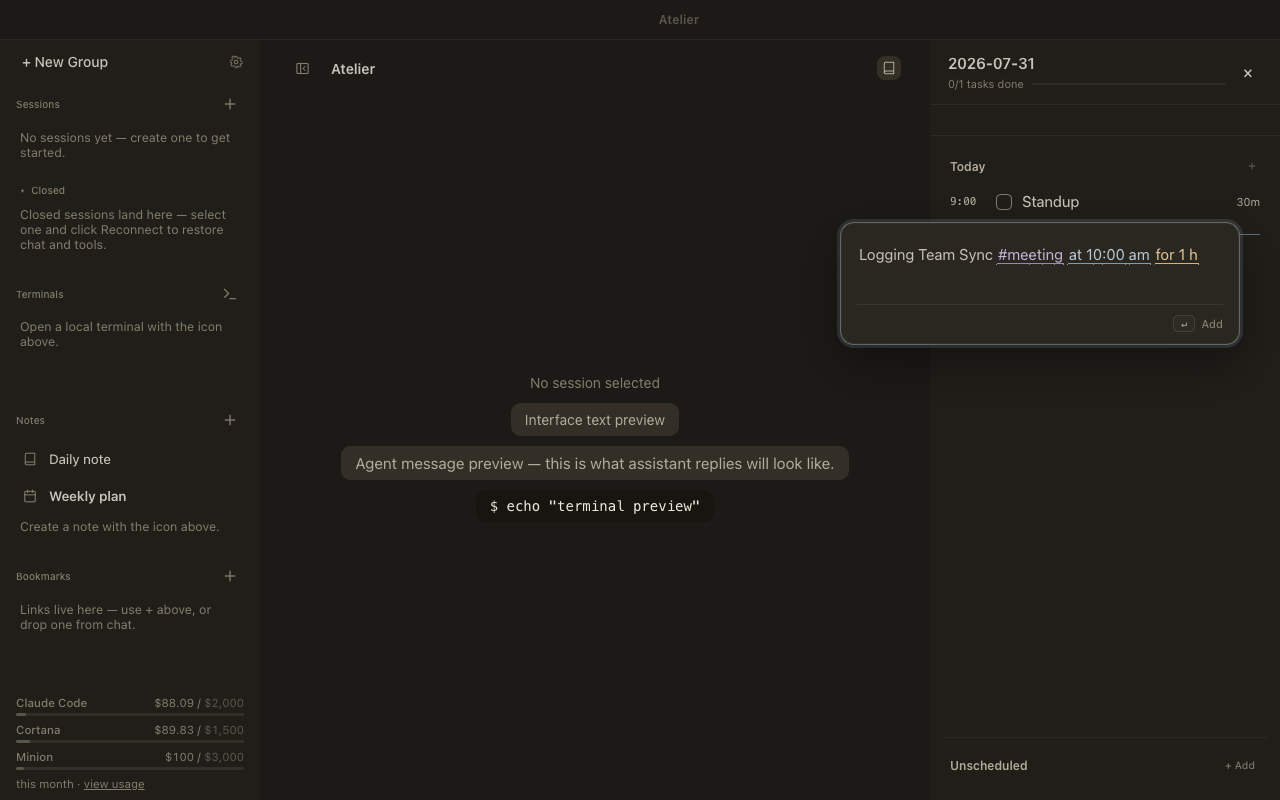 Atelier
+ New Group
Sessions
No sessions yet — create one to get
started.
Closed
Closed sessions land here — select
one and click Reconnect to restore
chat and tools.
Terminals
Open a local terminal with the icon
above.
Notes
Daily note
Weekly plan
Create a note with the icon above.
Bookmarks
Links live here — use + above, or
drop one from chat.
Claude Code $88.09 / $2,000
Cortana $89.83 / $1,500
Minion $100 / $3,000
this month · view usage
Atelier
No session selected
Interface text preview
Agent message preview — this is what assistant replies will look like.
$ echo "terminal preview"
2026-07-31
0/1 tasks done
Today
9:00 Standup 30m
Logging Team Sync #meeting at 10:00 am for 1 h
↵ Add
Unscheduled + Add